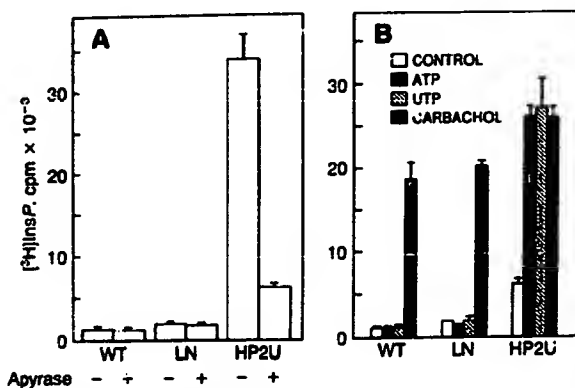 A
[³H]InsP, cpm × 10⁻³
30
20
10
0
WT LN HP2U
Apyrase - + - + - +
B
CONTROL
ATP
UTP
CARBACHOL
30
20
10
0
WT LN HP2U